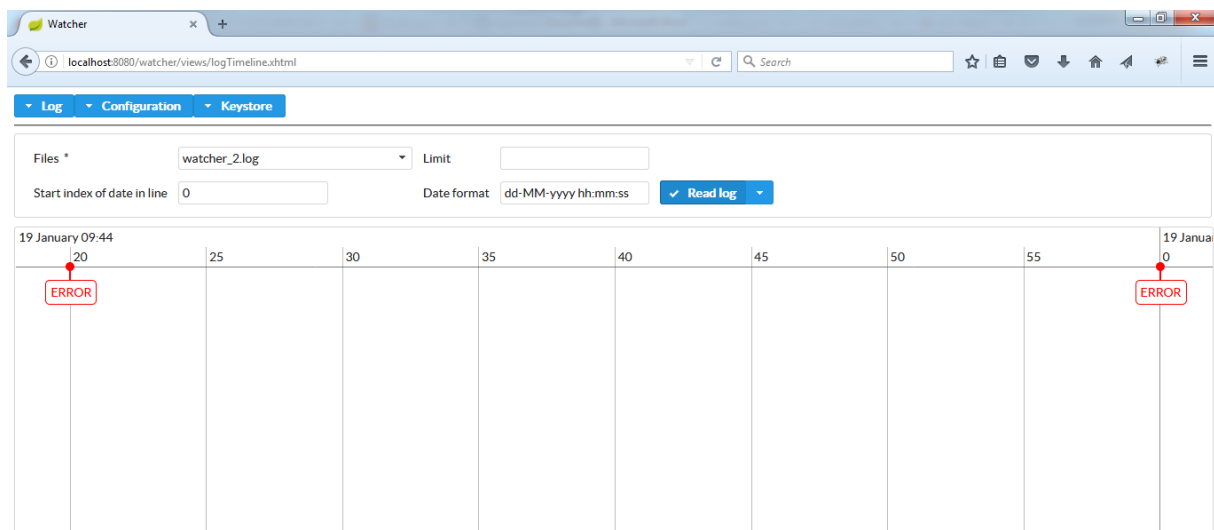 Watcher
localhost:8080/watcher/views/logTimeline.xhtml
Search
Log Configuration Keystore
Files * watcher_2.log Limit
Start index of date in line 0 Date format dd-MM-yyyy hh:mm:ss Read log
19 January 09:44 19 Janua
20 25 30 35 40 45 50 55 0
ERROR ERROR